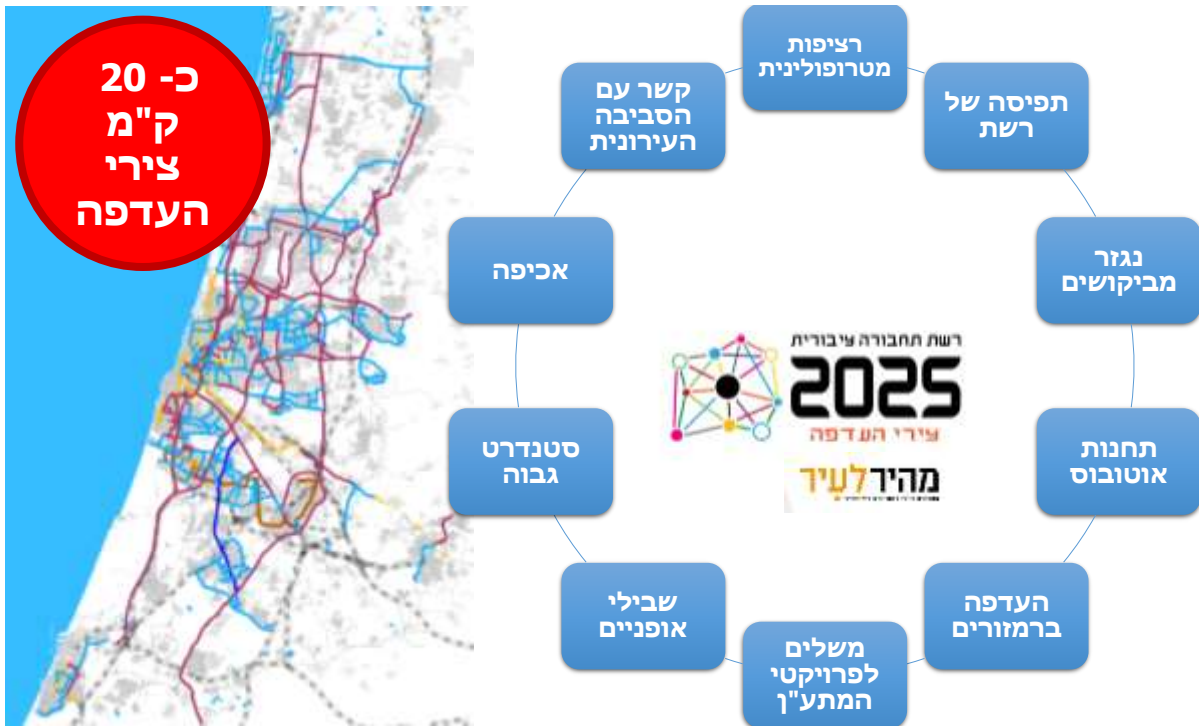 כ- 20
ק"מ
צירי
העדפה
רציפות
מטרופולינית
תפיסה של
רשת
נגזר
מביקושים
תחנות
אוטובוס
העדפה
ברמזורים
משלים
לפרויקטי
המתע"ן
שבילי
אופניים
סטנדרט
גבוה
אכיפה
קשר עם
הסביבה
העירונית
רשת תחבורה ציבורית
2025
צירי העדפה
מהיר לעיר